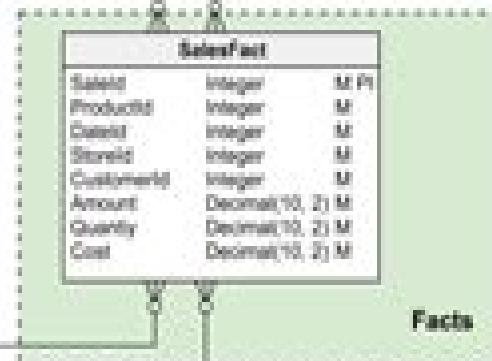 SalesFact
SaleId Integer M PI
ProductId Integer M
DateId Integer M
StoreId Integer M
CustomerId Integer M
Amount Decimal(10, 2) M
Quanty Decimal(10, 2) M
Cost Decimal(10, 2) M
Facts